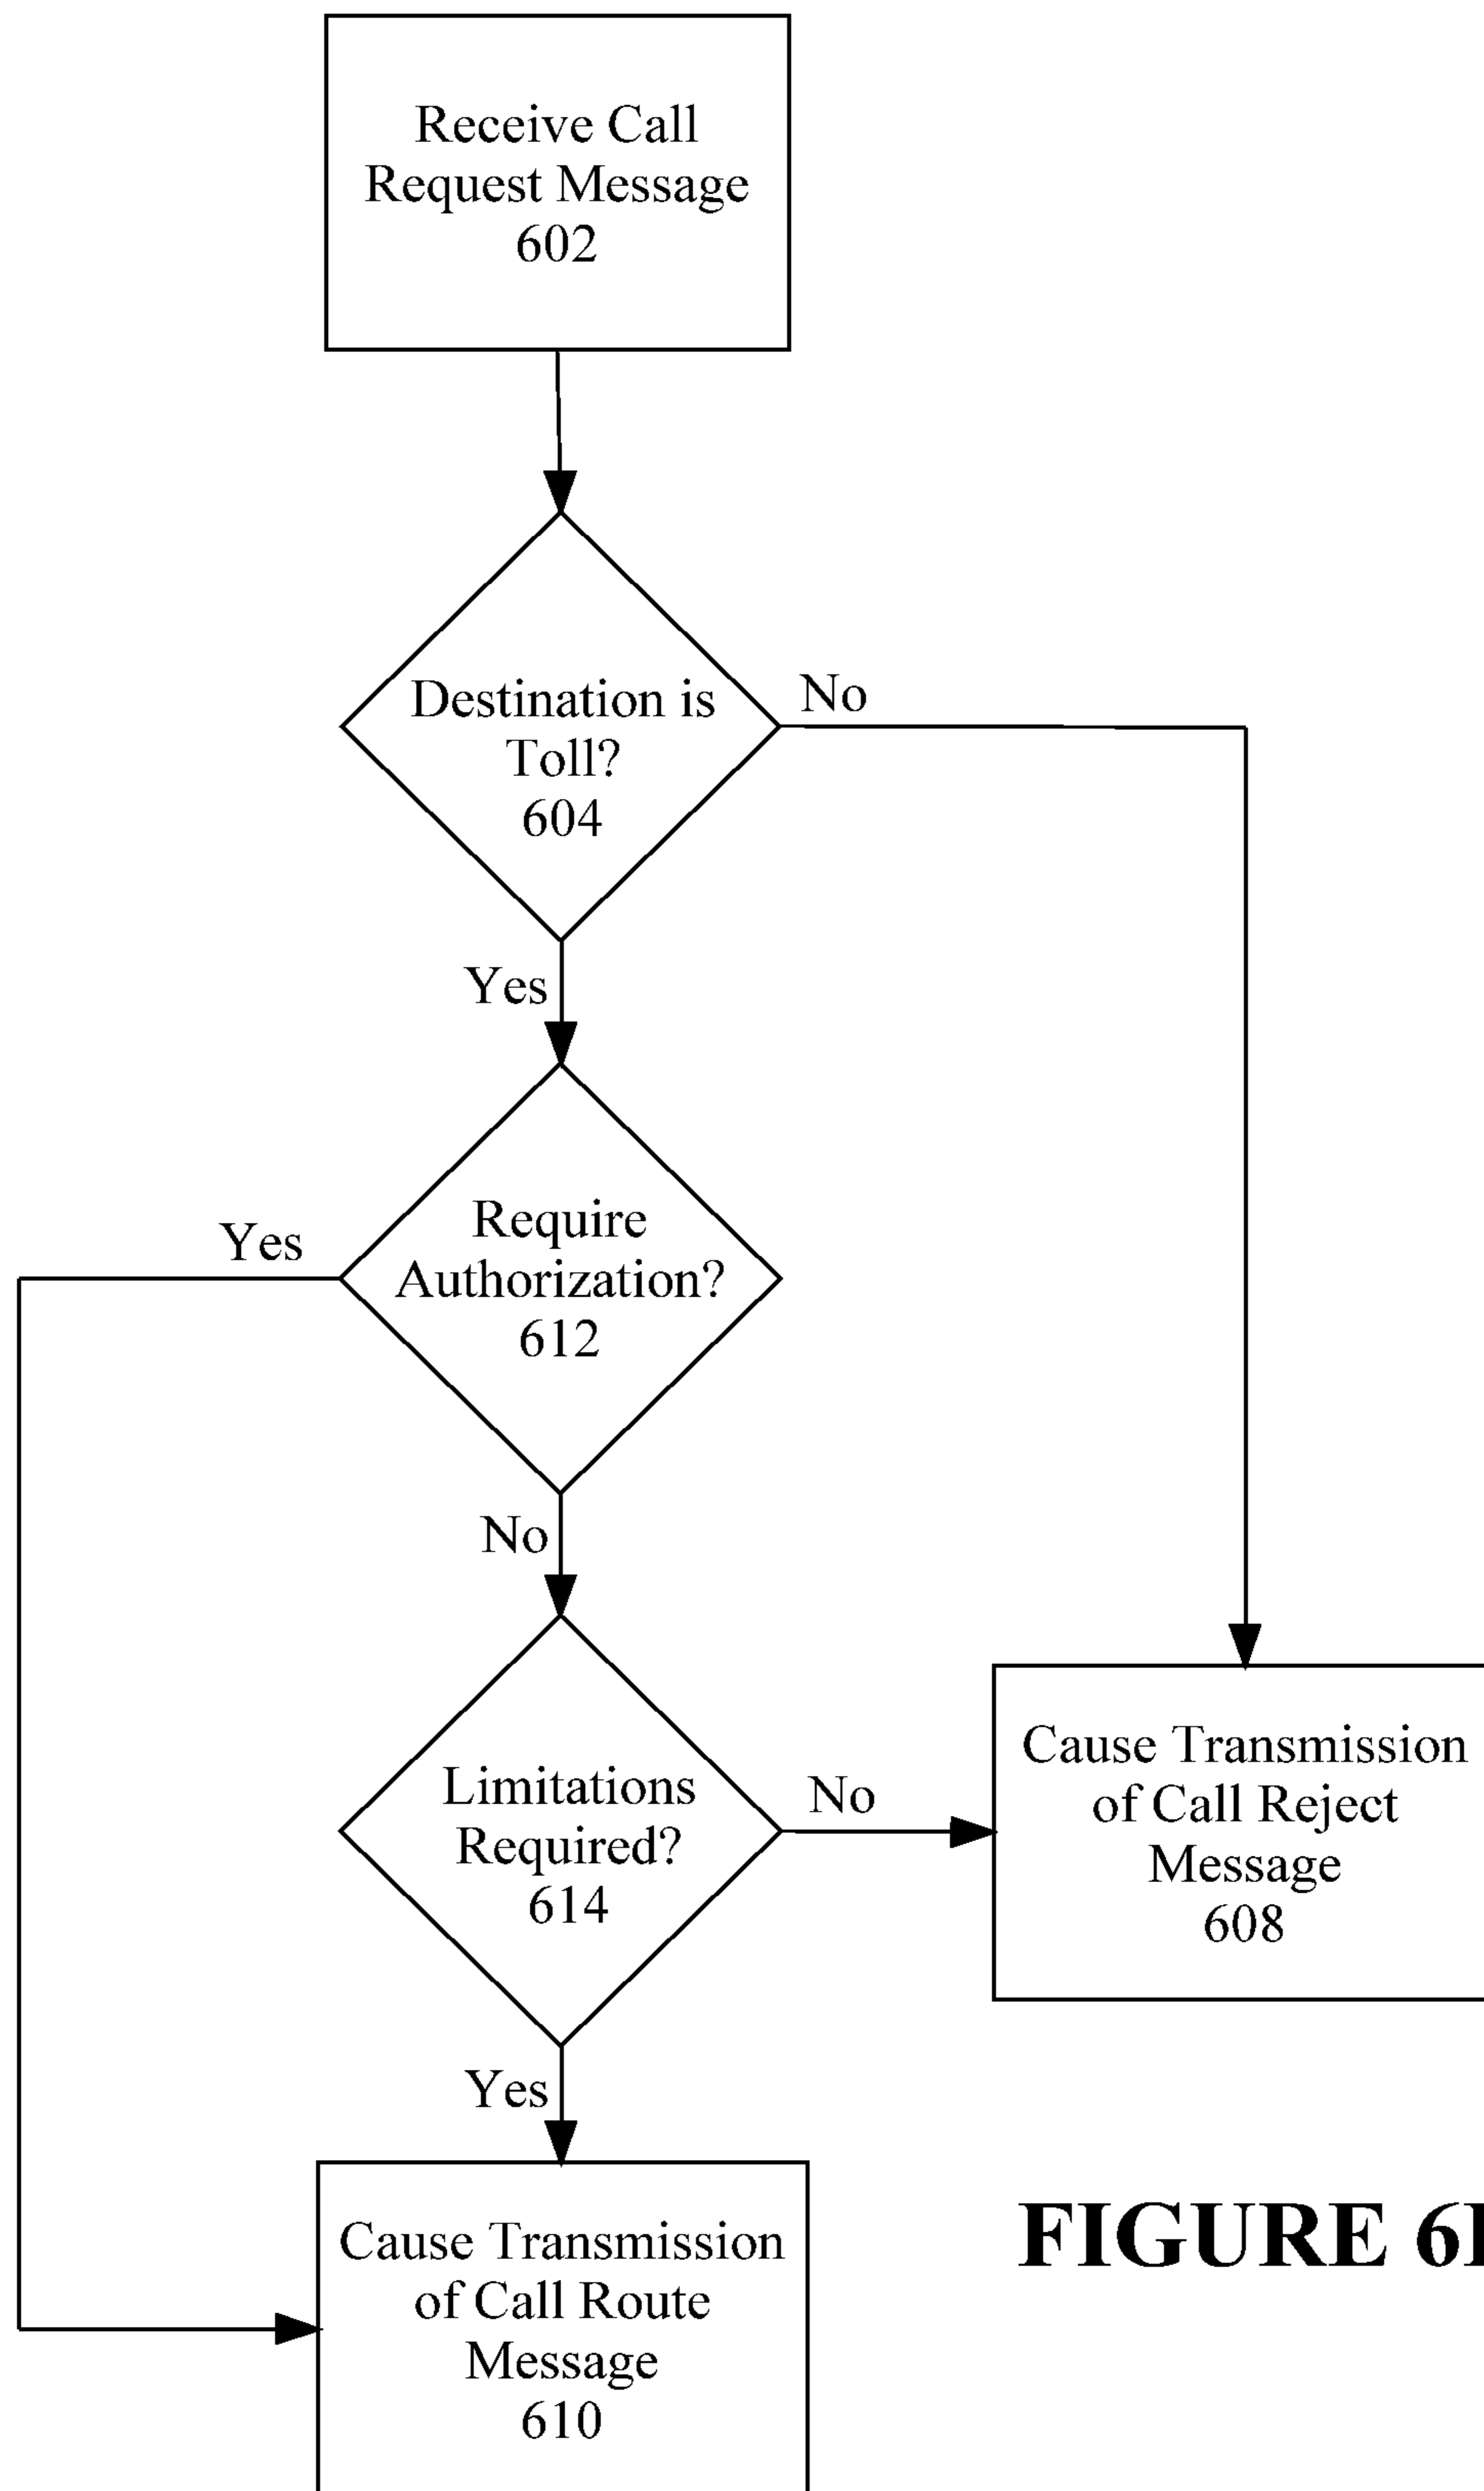 Receive Call
Request Message
602
Destination is
Toll?
604
No
Yes
Require
Authorization?
612
Yes
No
Limitations
Required?
614
No
Cause Transmission
of Call Reject
Message
608
Yes
Cause Transmission
of Call Route
Message
610
FIGURE